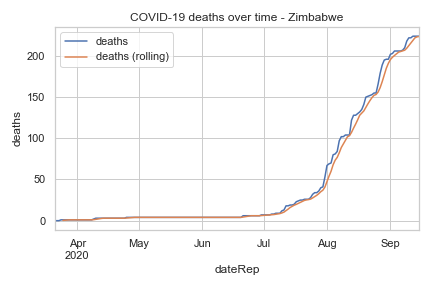 COVID-19 deaths over time - Zimbabwe
deaths
deaths (rolling)
deaths
200
150
100
50
0
Apr May Jun Jul Aug Sep
2020
dateRep